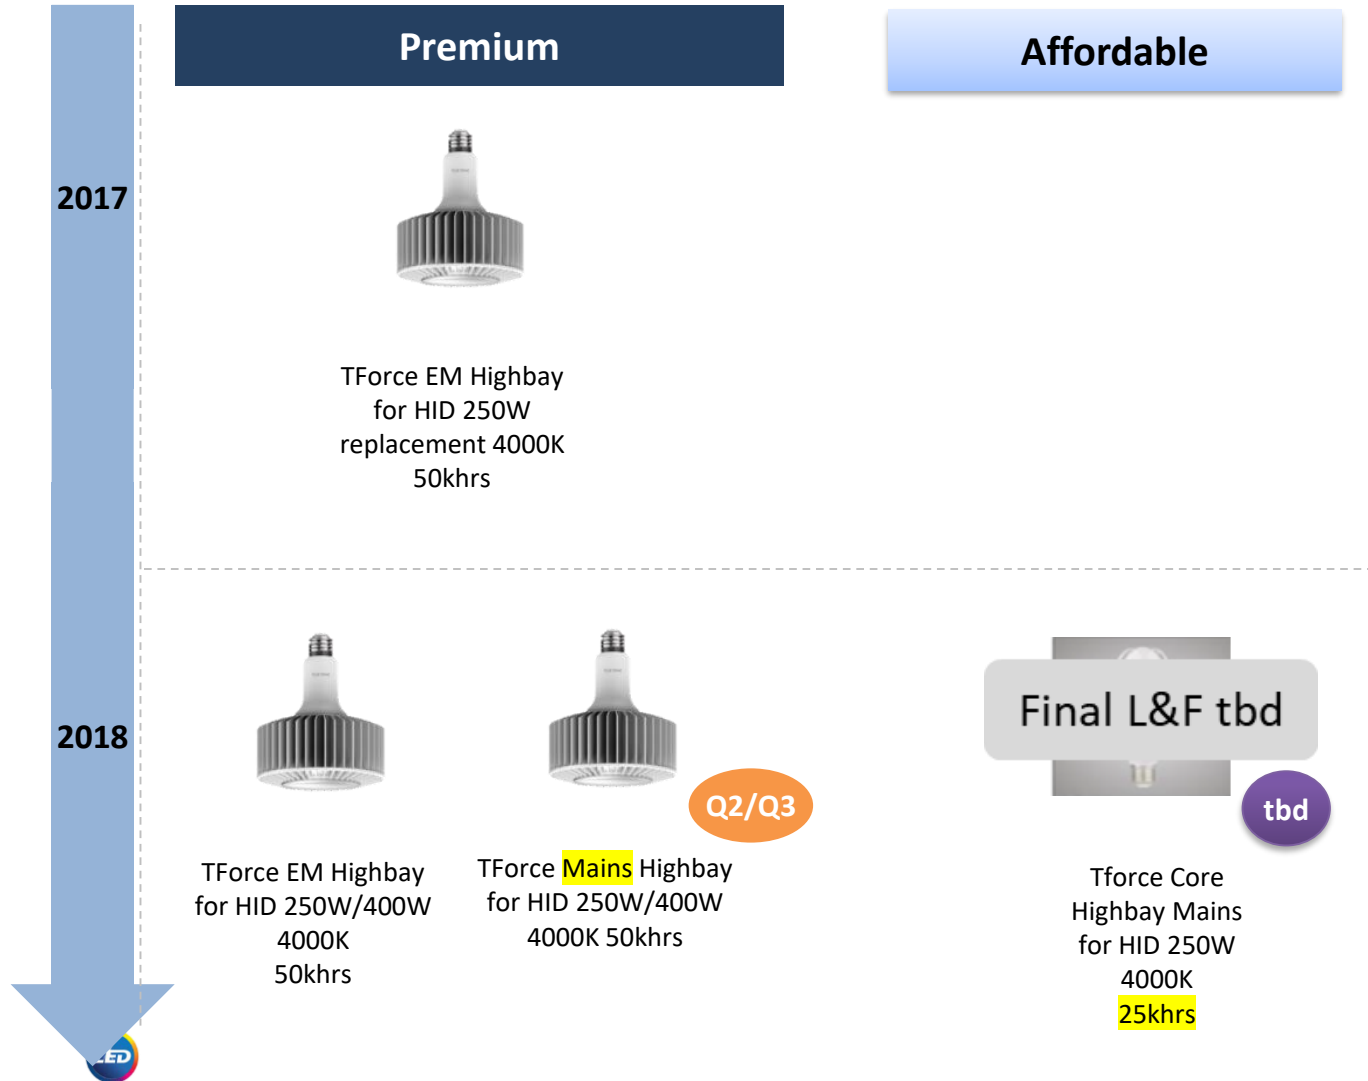 Premium
Affordable
2017
TForce EM Highbay
for HID 250W
replacement 4000K
50khrs
2018
Q2/Q3
Final L&F tbd
tbd
TForce EM Highbay
for HID 250W/400W
4000K
50khrs
TForce Mains Highbay
for HID 250W/400W
4000K 50khrs
Tforce Core
Highbay Mains
for HID 250W
4000K
25khrs